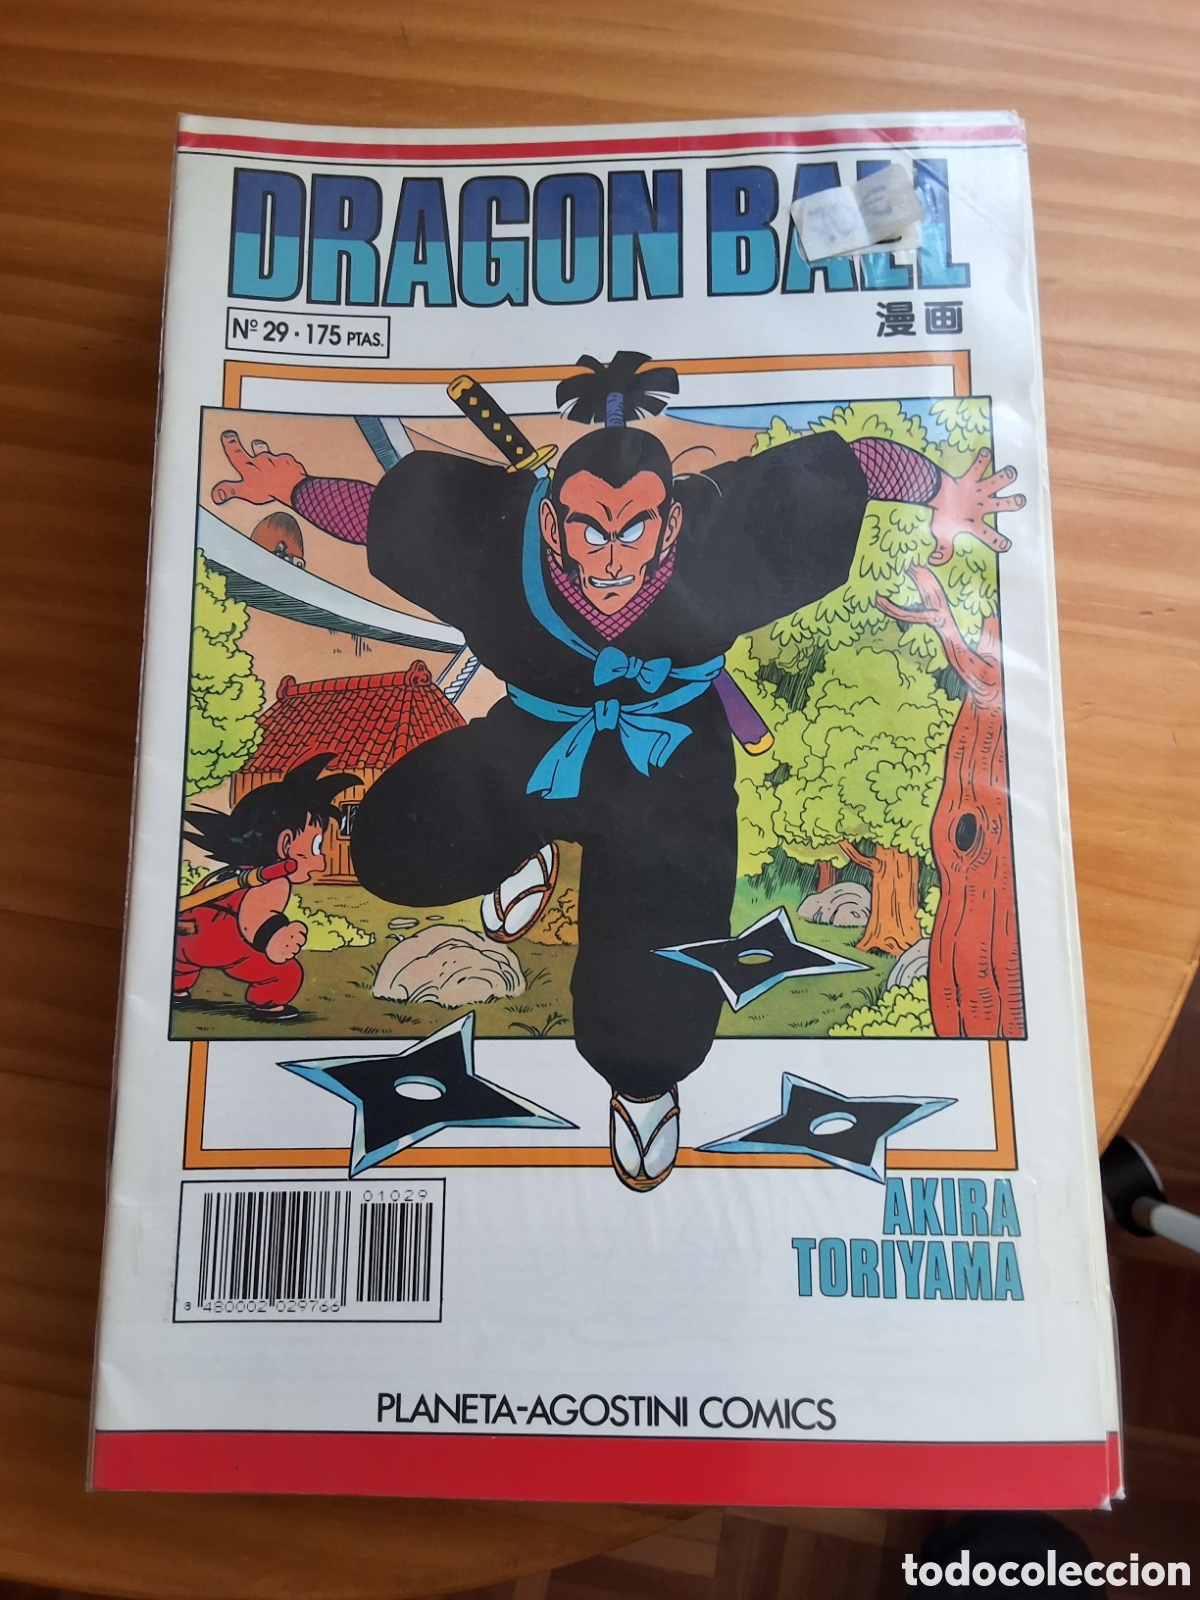 DRAGON BALL
漫画
Nº 29 • 175 PTAS.
01029
8 480002 029766
AKIRA
TORIYAMA
PLANETA-AGOSTINI COMICS
todocoleccion